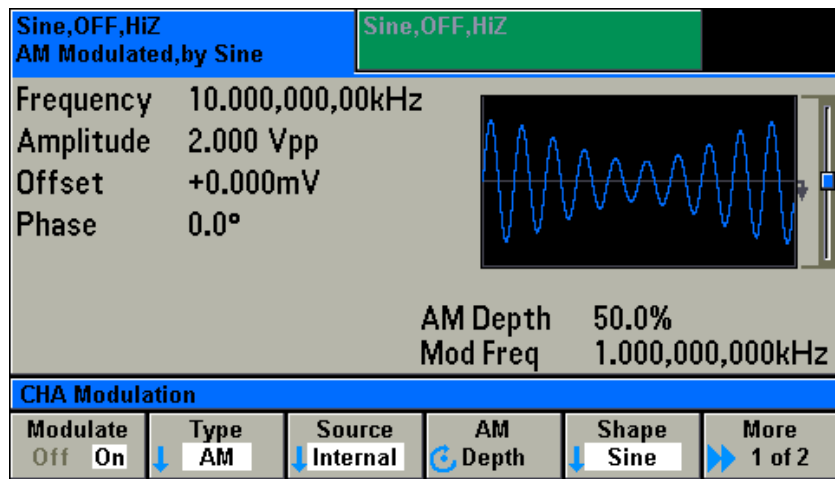 Sine,OFF,HiZ
AM Modulated,by Sine
Sine,OFF,HiZ
Frequency 10.000,000,00kHz
Amplitude 2.000 Vpp
Offset +0.000mV
Phase 0.0°
AM Depth 50.0%
Mod Freq 1.000,000,000kHz
CHA Modulation
Modulate Type Source AM Shape More
Off On AM Internal Depth Sine 1 of 2